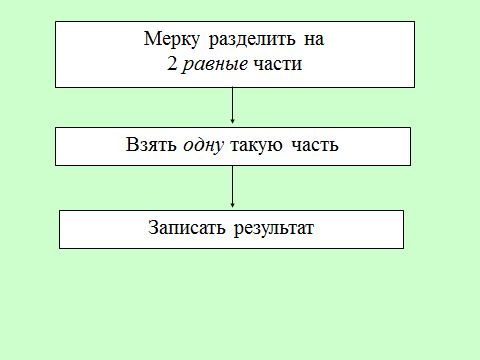 Мерку разделить на
2 равные части
Взять одну такую часть
Записать результат